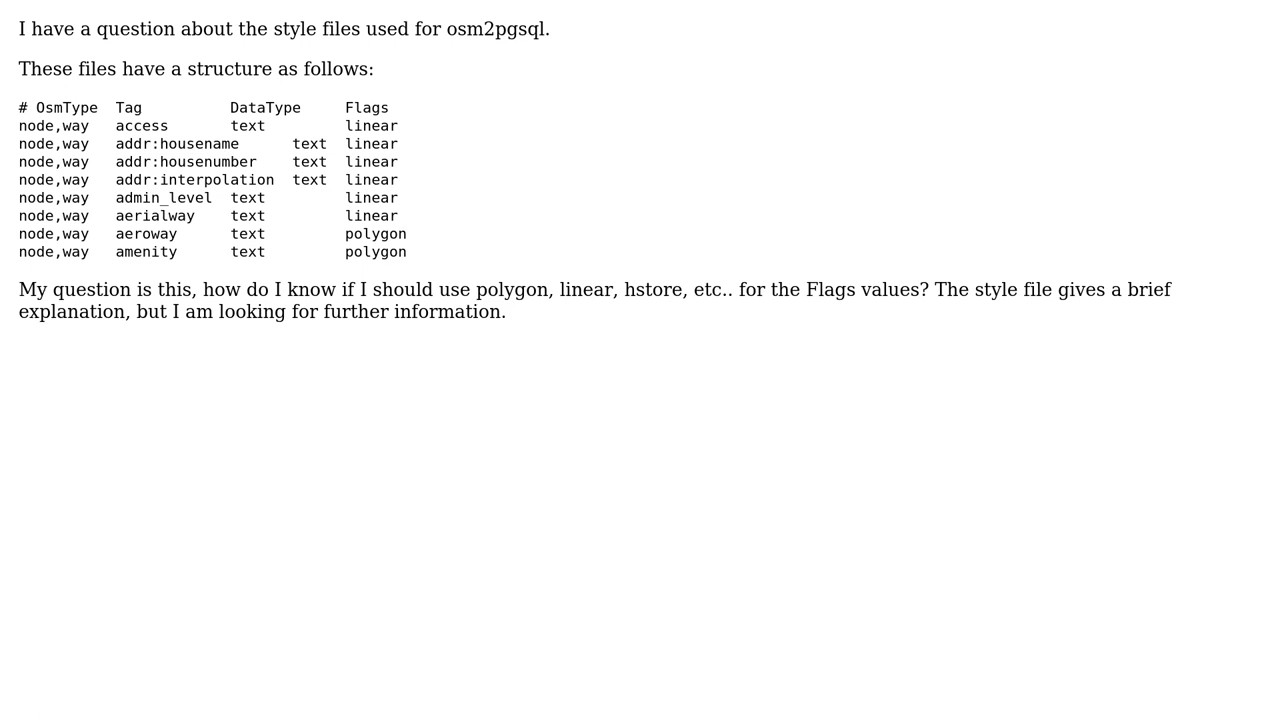 I have a question about the style files used for osm2pgsql.
These files have a structure as follows:
# OsmType  Tag          DataType     Flags
node,way   access       text         linear
node,way   addr:housename      text  linear
node,way   addr:housenumber    text  linear
node,way   addr:interpolation  text  linear
node,way   admin_level  text         linear
node,way   aerialway    text         linear
node,way   aeroway      text         polygon
node,way   amenity      text         polygon
My question is this, how do I know if I should use polygon, linear, hstore, etc.. for the Flags values? The style file gives a brief
explanation, but I am looking for further information.